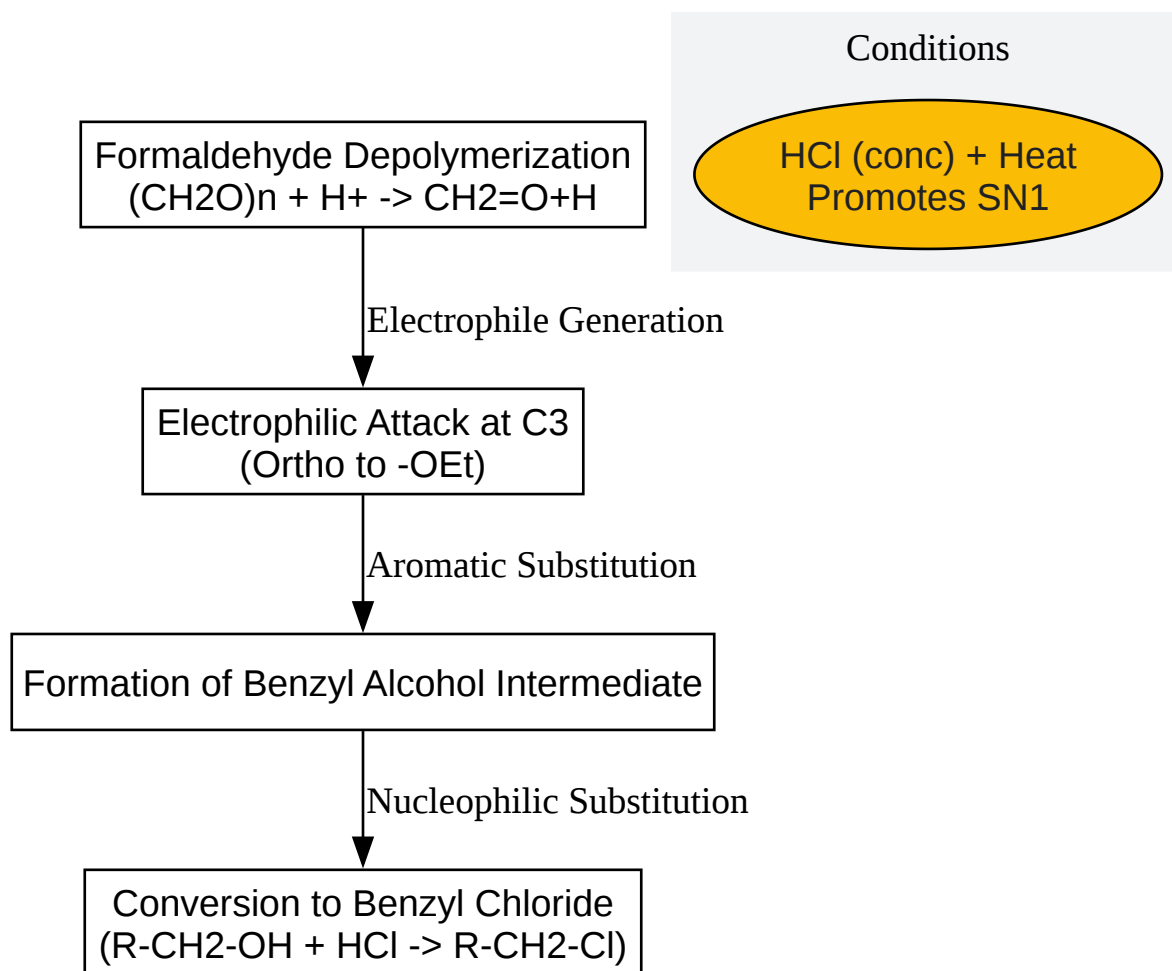 Conditions
HCl (conc) + Heat
Promotes SN1
Formaldehyde Depolymerization
(CH2O)n + H+ -> CH2=O+H
Electrophile Generation
Electrophilic Attack at C3
(Ortho to -OEt)
Aromatic Substitution
Formation of Benzyl Alcohol Intermediate
Nucleophilic Substitution
Conversion to Benzyl Chloride
(R-CH2-OH + HCl -> R-CH2-Cl)